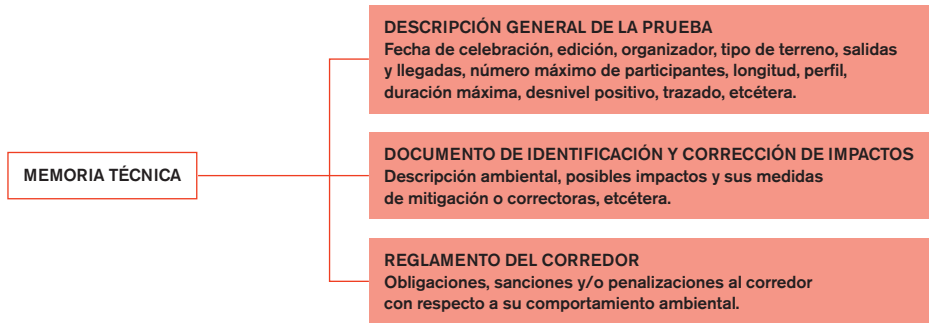 MEMORIA TÉCNICA
DESCRIPCIÓN GENERAL DE LA PRUEBA
Fecha de celebración, edición, organizador, tipo de terreno, salidas
y llegadas, número máximo de participantes, longitud, perfil,
duración máxima, desnivel positivo, trazado, etcétera.
DOCUMENTO DE IDENTIFICACIÓN Y CORRECCIÓN DE IMPACTOS
Descripción ambiental, posibles impactos y sus medidas
de mitigación o correctoras, etcétera.
REGLAMENTO DEL CORREDOR
Obligaciones, sanciones y/o penalizaciones al corredor
con respecto a su comportamiento ambiental.